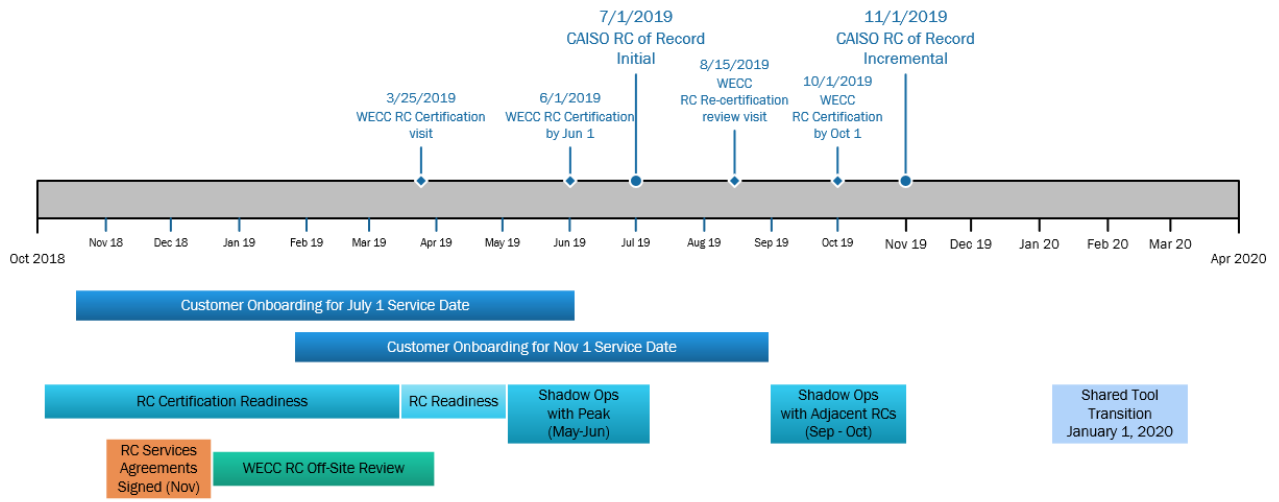 7/1/2019
CAISO RC of Record
Initial
11/1/2019
CAISO RC of Record
Incremental
8/15/2019
WECC
RC Re-certification
review visit
10/1/2019
WECC
RC Certification
by Oct 1
3/25/2019
WECC RC Certification
visit
6/1/2019
WECC RC Certification
by Jun 1
Nov 18
Dec 18
Jan 19
Feb 19
Mar 19
Apr 19
May 19
Jun 19
Jul 19
Aug 19
Sep 19
Oct 19
Nov 19
Dec 19
Jan 20
Feb 20
Mar 20
Oct 2018
Apr 2020
Customer Onboarding for July 1 Service Date
Customer Onboarding for Nov 1 Service Date
RC Certification Readiness
RC Readiness
Shadow Ops
with Peak
(May-Jun)
Shadow Ops
with Adjacent RCs
(Sep - Oct)
Shared Tool
Transition
January 1, 2020
RC Services
Agreements
Signed (Nov)
WECC RC Off-Site Review